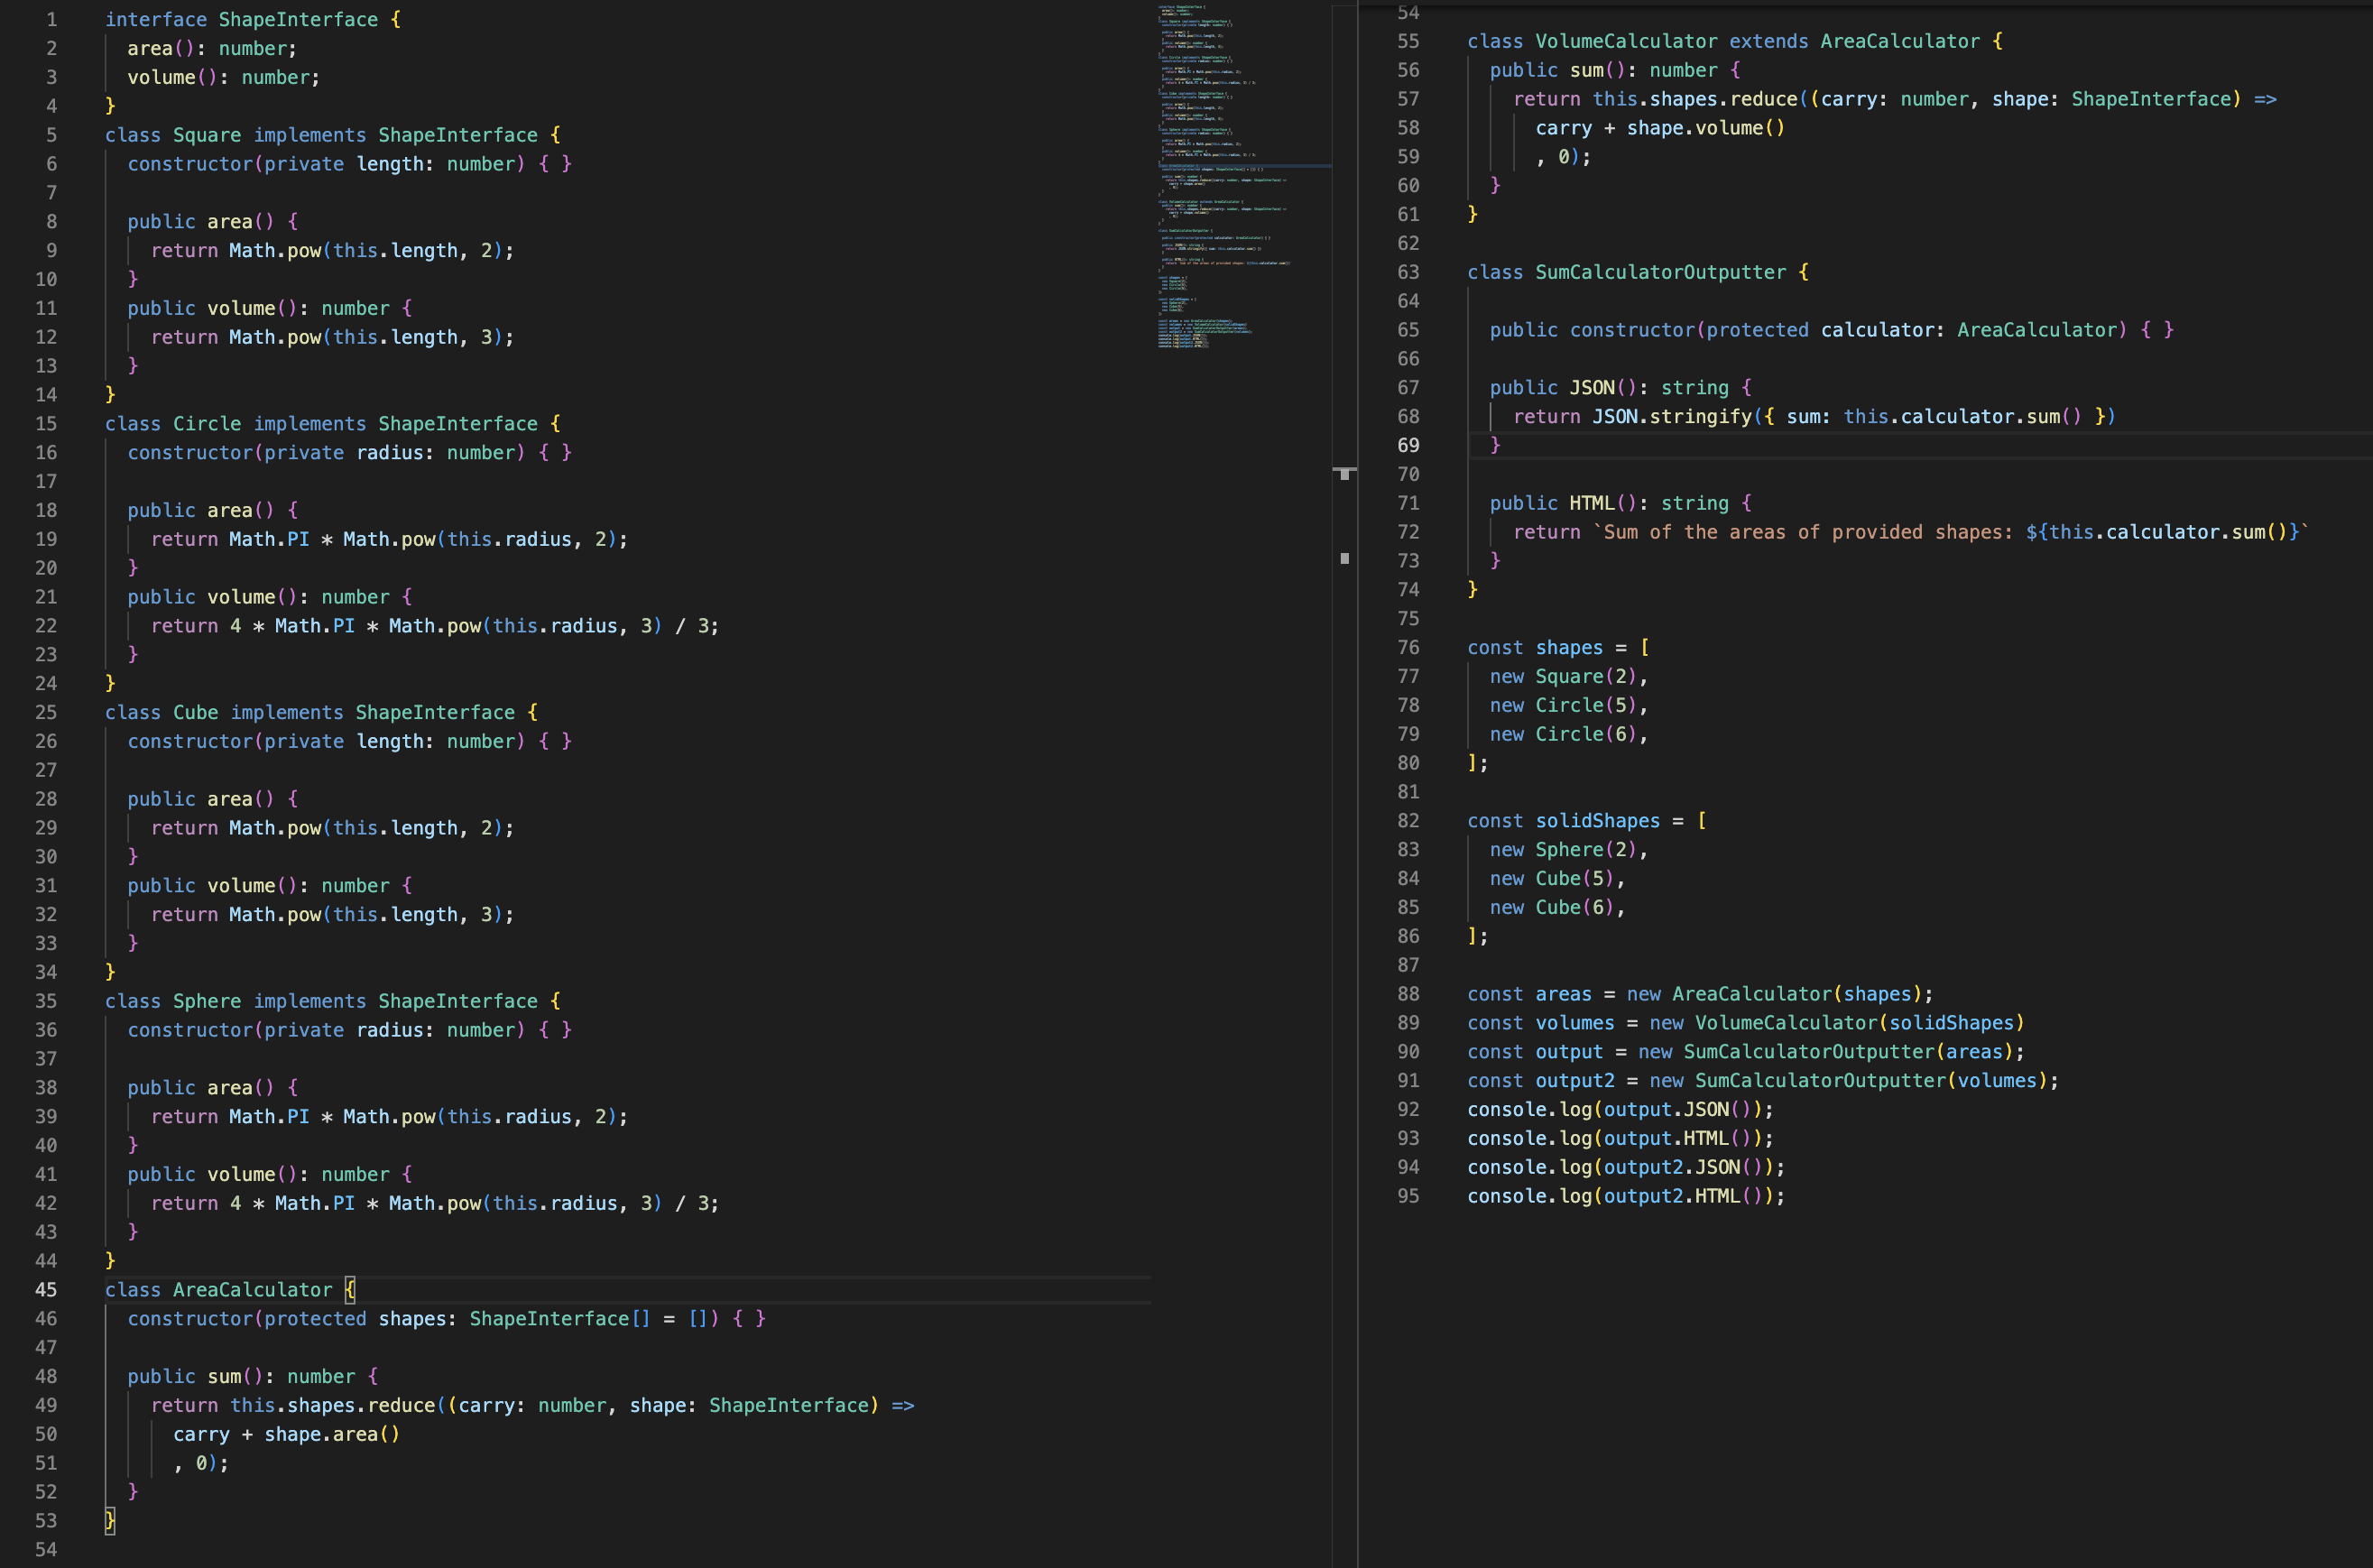 1 interface ShapeInterface {
2   area(): number;
3   volume(): number;
4 }
5 class Square implements ShapeInterface {
6   constructor(private length: number) { }
7
8   public area() {
9     return Math.pow(this.length, 2);
10   }
11   public volume(): number {
12     return Math.pow(this.length, 3);
13   }
14 }
15 class Circle implements ShapeInterface {
16   constructor(private radius: number) { }
17
18   public area() {
19     return Math.PI * Math.pow(this.radius, 2);
20   }
21   public volume(): number {
22     return 4 * Math.PI * Math.pow(this.radius, 3) / 3;
23   }
24 }
25 class Cube implements ShapeInterface {
26   constructor(private length: number) { }
27
28   public area() {
29     return Math.pow(this.length, 2);
30   }
31   public volume(): number {
32     return Math.pow(this.length, 3);
33   }
34 }
35 class Sphere implements ShapeInterface {
36   constructor(private radius: number) { }
37
38   public area() {
39     return Math.PI * Math.pow(this.radius, 2);
40   }
41   public volume(): number {
42     return 4 * Math.PI * Math.pow(this.radius, 3) / 3;
43   }
44 }
45 class AreaCalculator {
46   constructor(protected shapes: ShapeInterface[] = []) { }
47
48   public sum(): number {
49     return this.shapes.reduce((carry: number, shape: ShapeInterface) =>
50       carry + shape.area()
51       , 0);
52   }
53 }
54
54
55 class VolumeCalculator extends AreaCalculator {
56   public sum(): number {
57     return this.shapes.reduce((carry: number, shape: ShapeInterface) =>
58       carry + shape.volume()
59       , 0);
60   }
61 }
62
63 class SumCalculatorOutputter {
64
65   public constructor(protected calculator: AreaCalculator) { }
66
67   public JSON(): string {
68     return JSON.stringify({ sum: this.calculator.sum() })
69   }
70
71   public HTML(): string {
72     return `Sum of the areas of provided shapes: ${this.calculator.sum()}`
73   }
74 }
75
76 const shapes = [
77   new Square(2),
78   new Circle(5),
79   new Circle(6),
80 ];
81
82 const solidShapes = [
83   new Sphere(2),
84   new Cube(5),
85   new Cube(6),
86 ];
87
88 const areas = new AreaCalculator(shapes);
89 const volumes = new VolumeCalculator(solidShapes)
90 const output = new SumCalculatorOutputter(areas);
91 const output2 = new SumCalculatorOutputter(volumes);
92 console.log(output.JSON());
93 console.log(output.HTML());
94 console.log(output2.JSON());
95 console.log(output2.HTML());